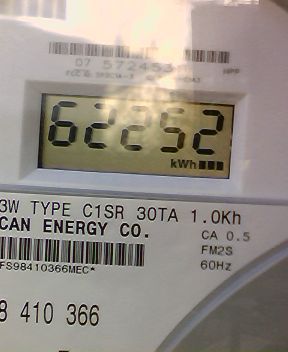 07 572453
HPP
62252
kWh
3W TYPE C1SR 30TA 1.0Kh
CAN ENERGY CO.
CA 0.5
FM2S
60Hz
FS98410366MEC*
8 410 366